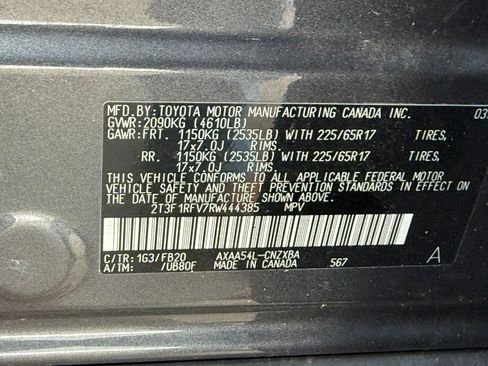 MFD.BY:TOYOTA MOTOR MANUFACTURING CANADA INC. 03
GVWR:2090KG (4610LB)
GAWR:FRT. 1150KG (2535LB) WITH 225/65R17 TIRES,
17x7.0J RIMS.
RR. 1150KG (2535LB) WITH 225/65R17 TIRES,
17x7.0J RIMS.
THIS VEHICLE CONFORMS TO ALL APPLICABLE FEDERAL MOTOR
VEHICLE SAFETY AND THEFT PREVENTION STANDARDS IN EFFECT ON
THE DATE OF MANUFACTURE SHOWN ABOVE.
2T3F1RFV7RW444385 MPV
C/TR: 1G3/FB20 AXAA54L-CNZXBA
A/TM: /UB80F MADE IN CANADA 567 A